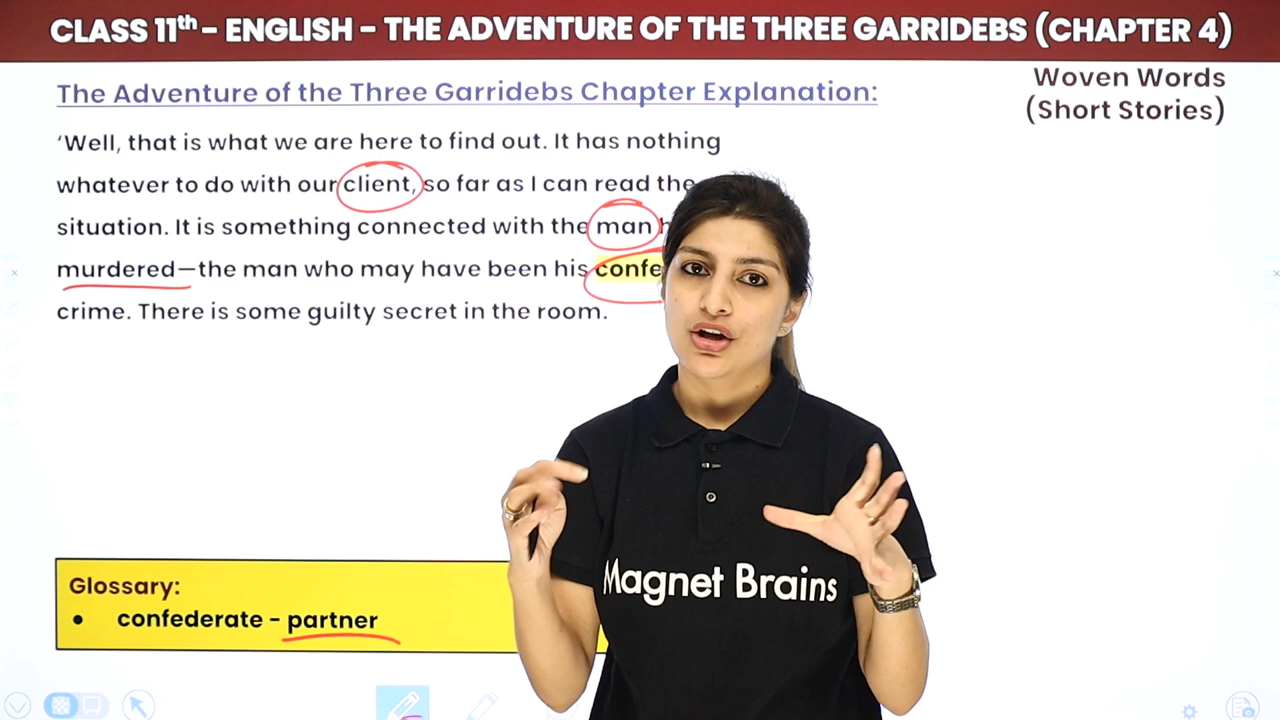 CLASS 11th - ENGLISH - THE ADVENTURE OF THE THREE GARRIDEBS (CHAPTER 4)
The Adventure of the Three Garridebs Chapter Explanation:
Woven Words
(Short Stories)
‘Well, that is what we are here to find out. It has nothing
whatever to do with our client, so far as I can read the
situation. It is something connected with the man
murdered—the man who may have been his
crime. There is some guilty secret in the room.
Glossary:
• confederate - partner
Magnet Brains